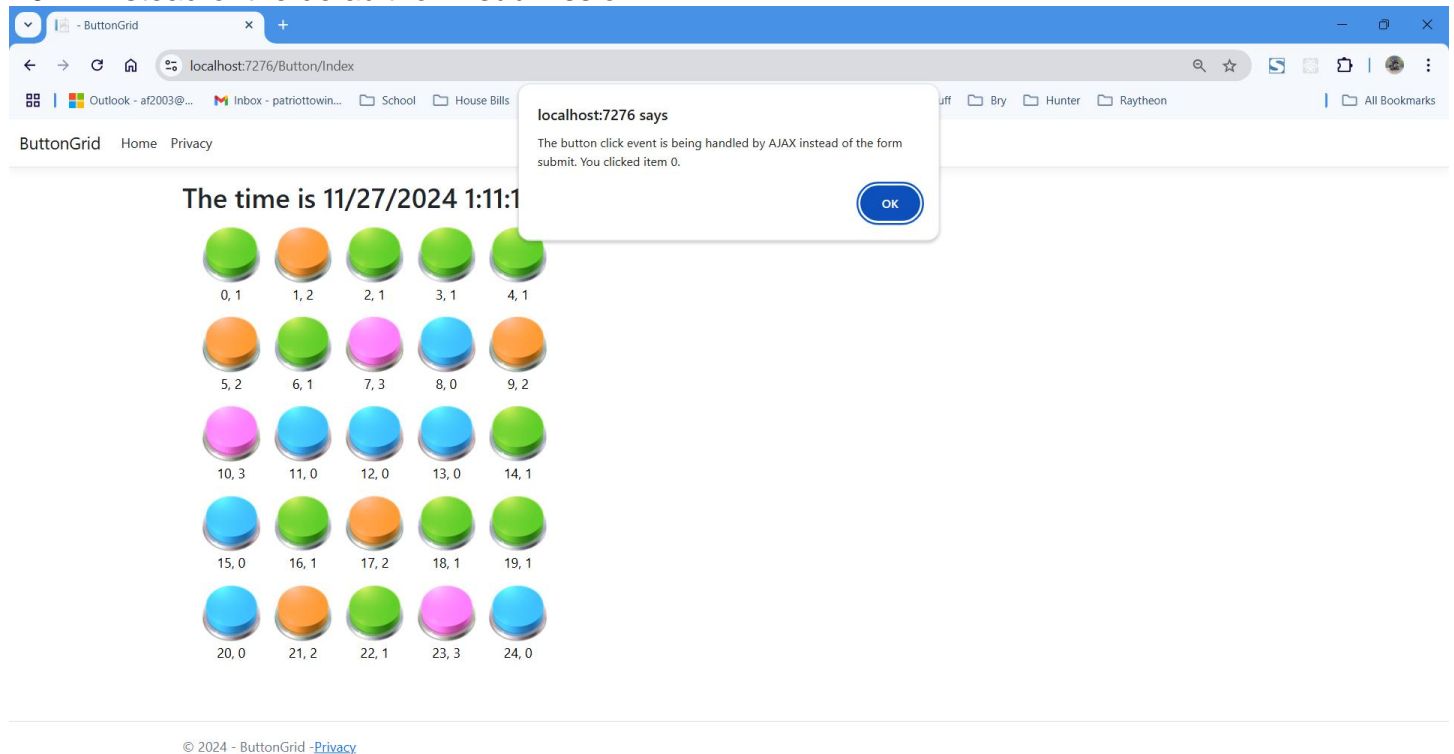 - ButtonGrid
localhost:7276/Button/Index
Outlook - af2003@... Inbox - patriottowin... School House Bills Bry Hunter Raytheon All Bookmarks
localhost:7276 says
The button click event is being handled by AJAX instead of the form
submit. You clicked item 0.
OK
ButtonGrid Home Privacy
The time is 11/27/2024 1:11:1
0, 1 1, 2 2, 1 3, 1 4, 1
5, 2 6, 1 7, 3 8, 0 9, 2
10, 3 11, 0 12, 0 13, 0 14, 1
15, 0 16, 1 17, 2 18, 1 19, 1
20, 0 21, 2 22, 1 23, 3 24, 0
© 2024 - ButtonGrid -Privacy